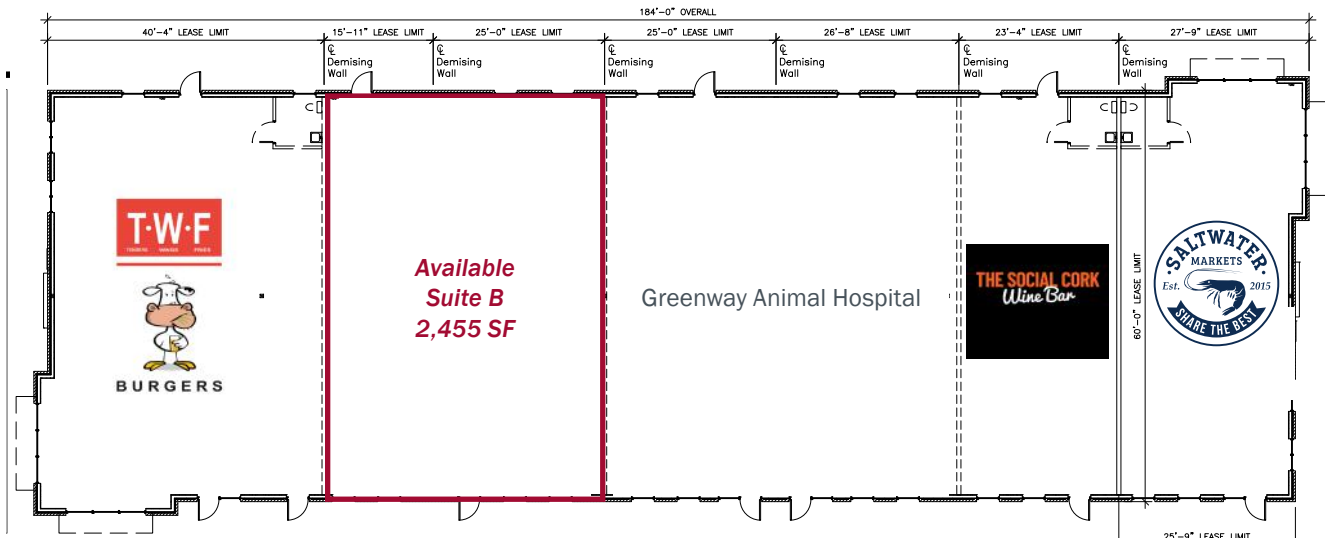 184'-0" OVERALL
40'-4" LEASE LIMIT
15'-11" LEASE LIMIT
25'-0" LEASE LIMIT
25'-0" LEASE LIMIT
26'-8" LEASE LIMIT
23'-4" LEASE LIMIT
27'-9" LEASE LIMIT
℄
Demising
Wall
℄
Demising
Wall
℄
Demising
Wall
℄
Demising
Wall
℄
Demising
Wall
℄
Demising
Wall
T·W·F
BURGERS
Available
Suite B
2,455 SF
Greenway Animal Hospital
THE SOCIAL CORK
Wine Bar
60'-0" LEASE LIMIT
·SALTWATER·
MARKETS
Est. 2015
SHARE THE BEST
25'-9" LEASE LIMIT